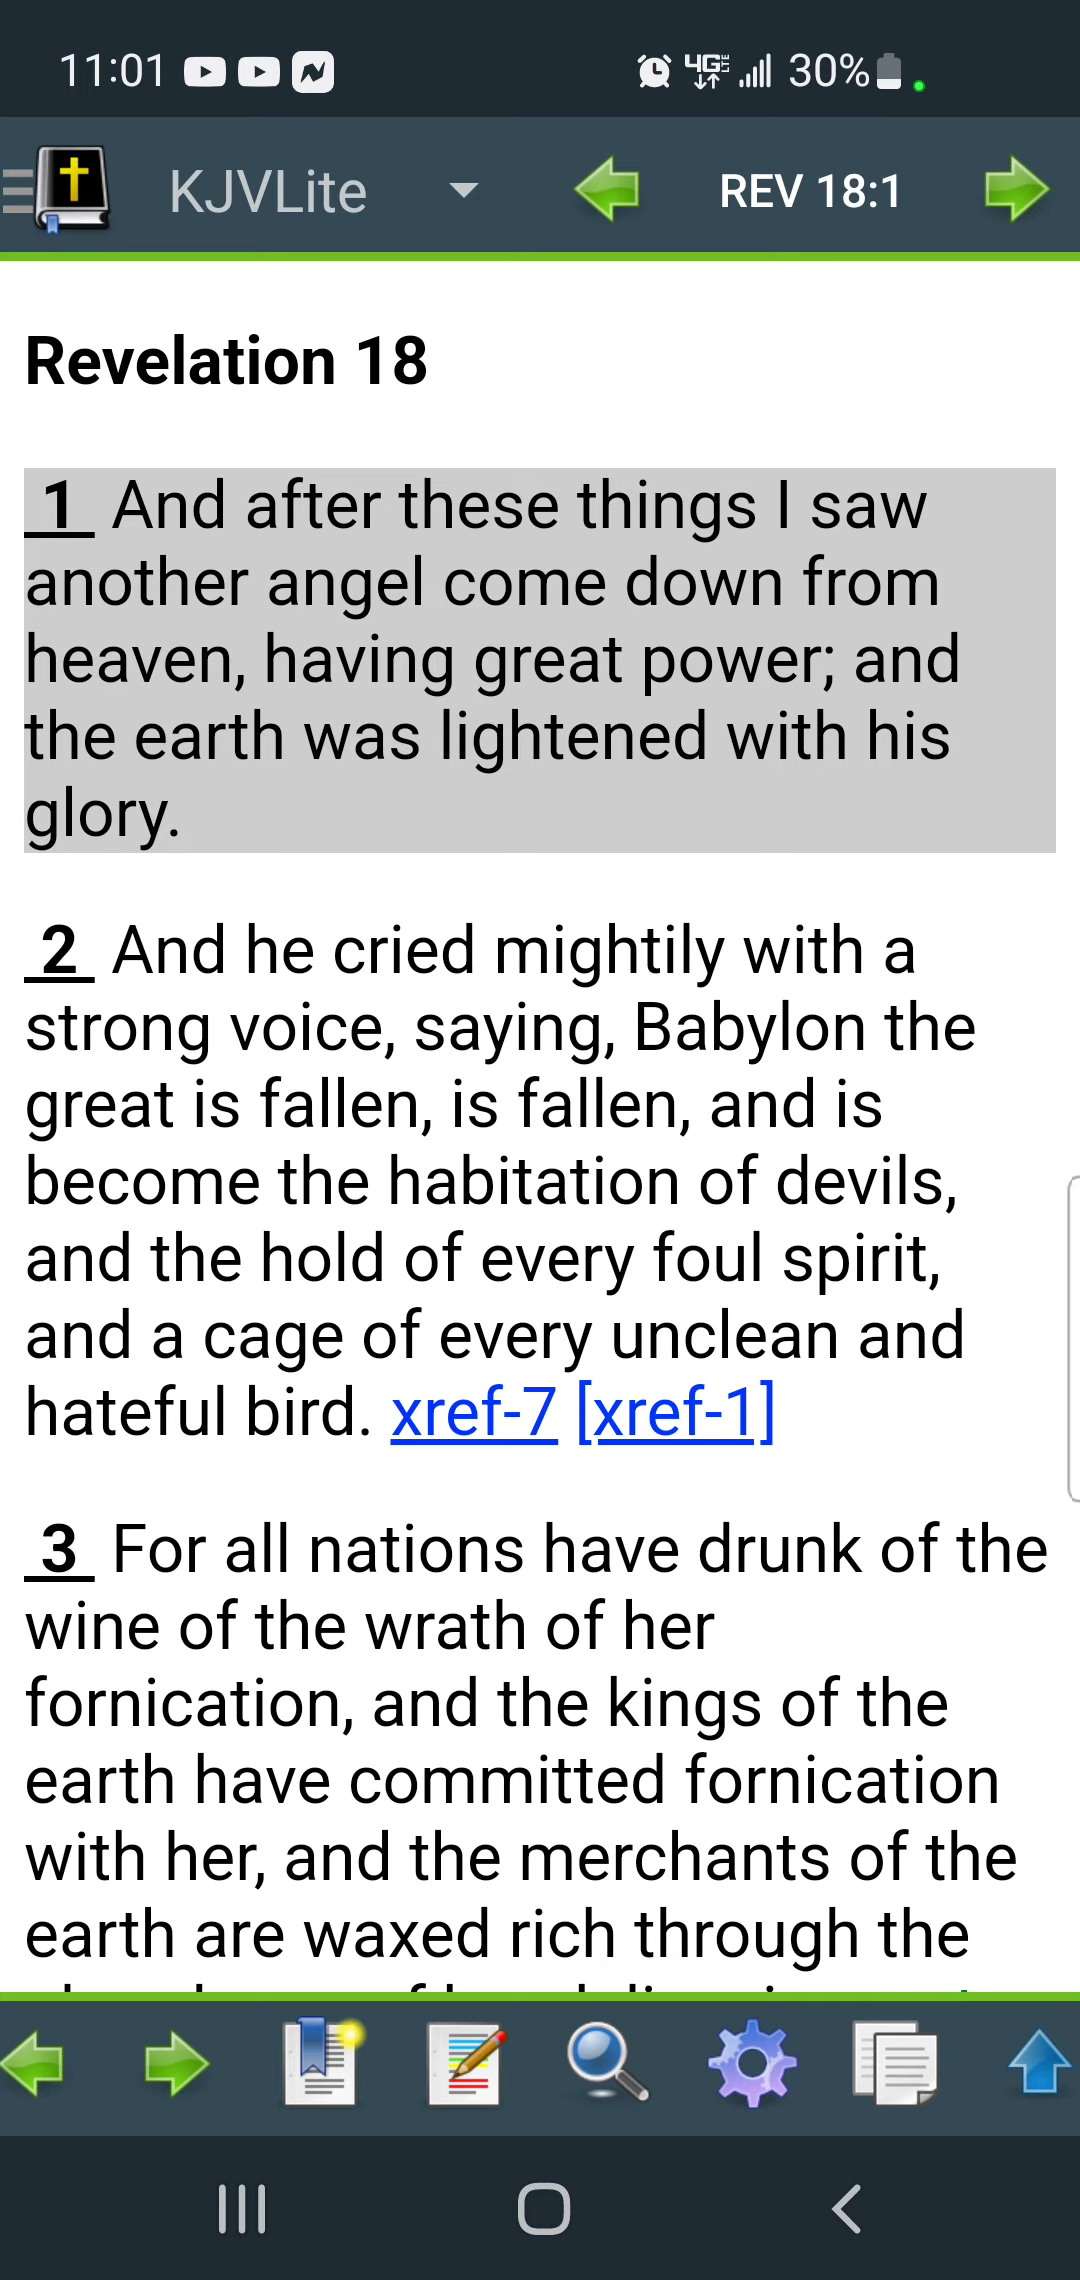 11:01 4G LTE 30%
KJVLite REV 18:1
Revelation 18
1 And after these things I saw
another angel come down from
heaven, having great power; and
the earth was lightened with his
glory.
2 And he cried mightily with a
strong voice, saying, Babylon the
great is fallen, is fallen, and is
become the habitation of devils,
and the hold of every foul spirit,
and a cage of every unclean and
hateful bird. xref-7 [xref-1]
3 For all nations have drunk of the
wine of the wrath of her
fornication, and the kings of the
earth have committed fornication
with her, and the merchants of the
earth are waxed rich through the